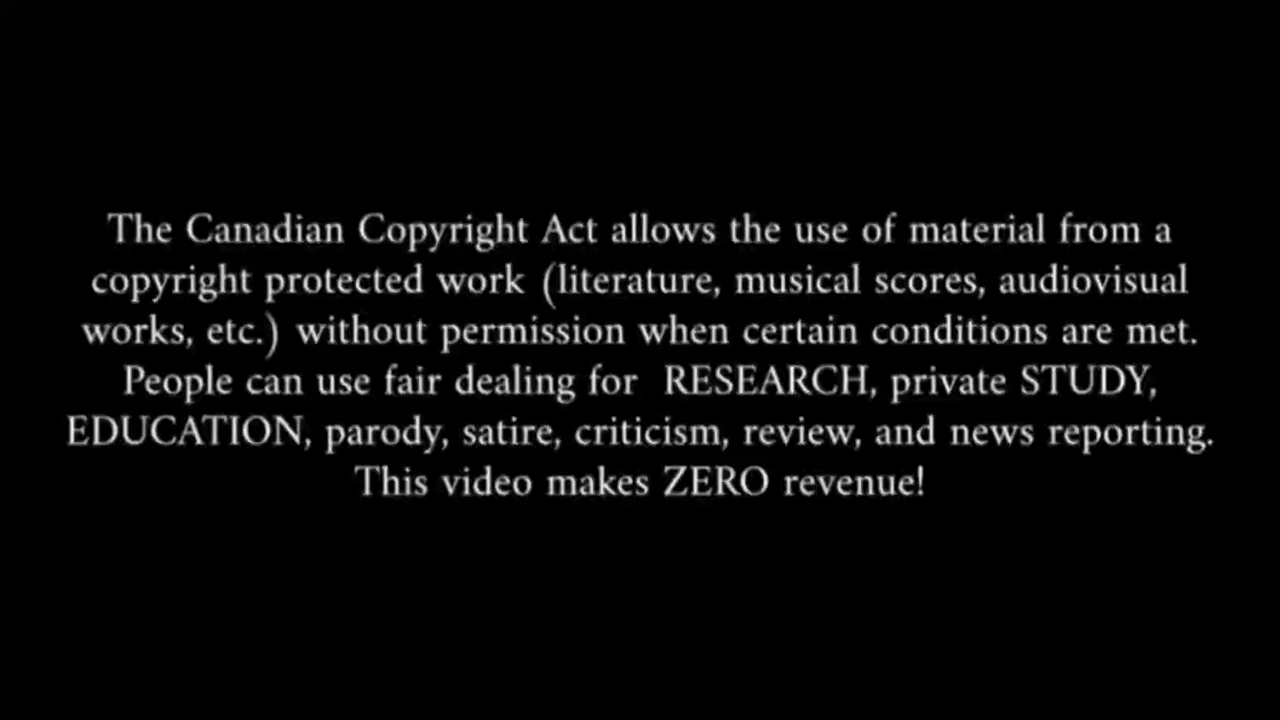 The Canadian Copyright Act allows the use of material from a
copyright protected work (literature, musical scores, audiovisual
works, etc.) without permission when certain conditions are met.
People can use fair dealing for  RESEARCH, private STUDY,
EDUCATION, parody, satire, criticism, review, and news reporting.
This video makes ZERO revenue!